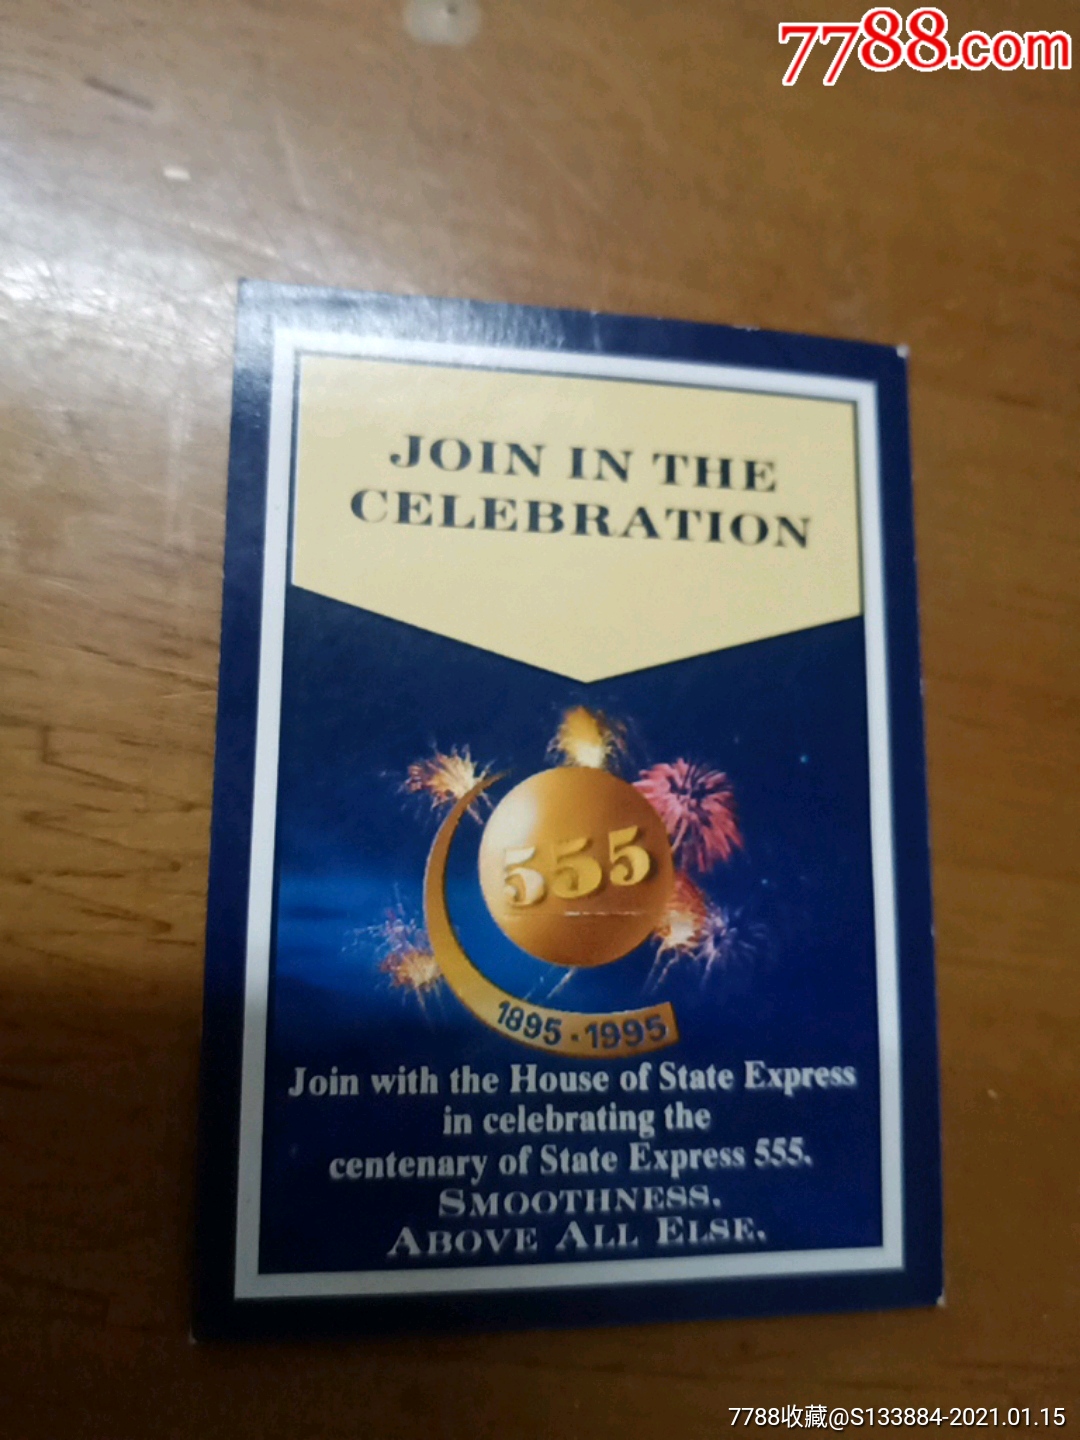 7788.com
JOIN IN THE
CELEBRATION
555
1895·1995
Join with the House of State Express
in celebrating the
centenary of State Express 555.
SMOOTHNESS.
ABOVE ALL ELSE.
7788收藏@S133884-2021.01.15